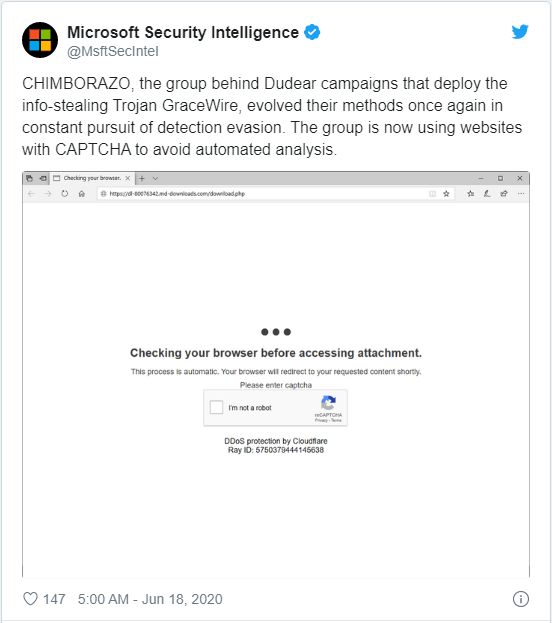 Microsoft Security Intelligence
@MsftSecIntel
CHIMBORAZO, the group behind Dudear campaigns that deploy the
info-stealing Trojan GraceWire, evolved their methods once again in
constant pursuit of detection evasion. The group is now using websites
with CAPTCHA to avoid automated analysis.
Checking your browser.
https://dl-80076342.md-downloads.com/download.php
Checking your browser before accessing attachment.
This process is automatic. Your browser will redirect to your requested content shortly.
Please enter captcha
I'm not a robot
reCAPTCHA
Privacy - Terms
DDoS protection by Cloudflare
Ray ID: 5750379444145638
147 5:00 AM - Jun 18, 2020